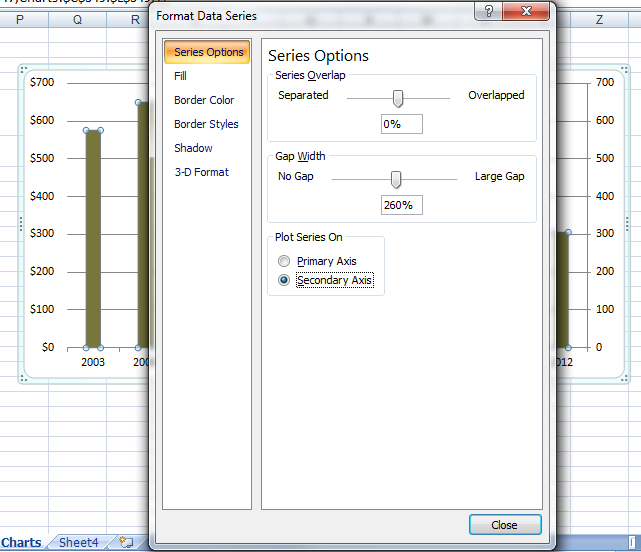 Format Data Series
?
P Q R Z
Series Options
Fill
Border Color
Border Styles
Shadow
3-D Format
Series Options
Series Overlap
Separated Overlapped
0%
Gap Width
No Gap Large Gap
260%
Plot Series On
Primary Axis
Secondary Axis
Close
$700
$600
$500
$400
$300
$200
$100
$0
2003
700
600
500
400
300
200
100
0
Charts Sheet4